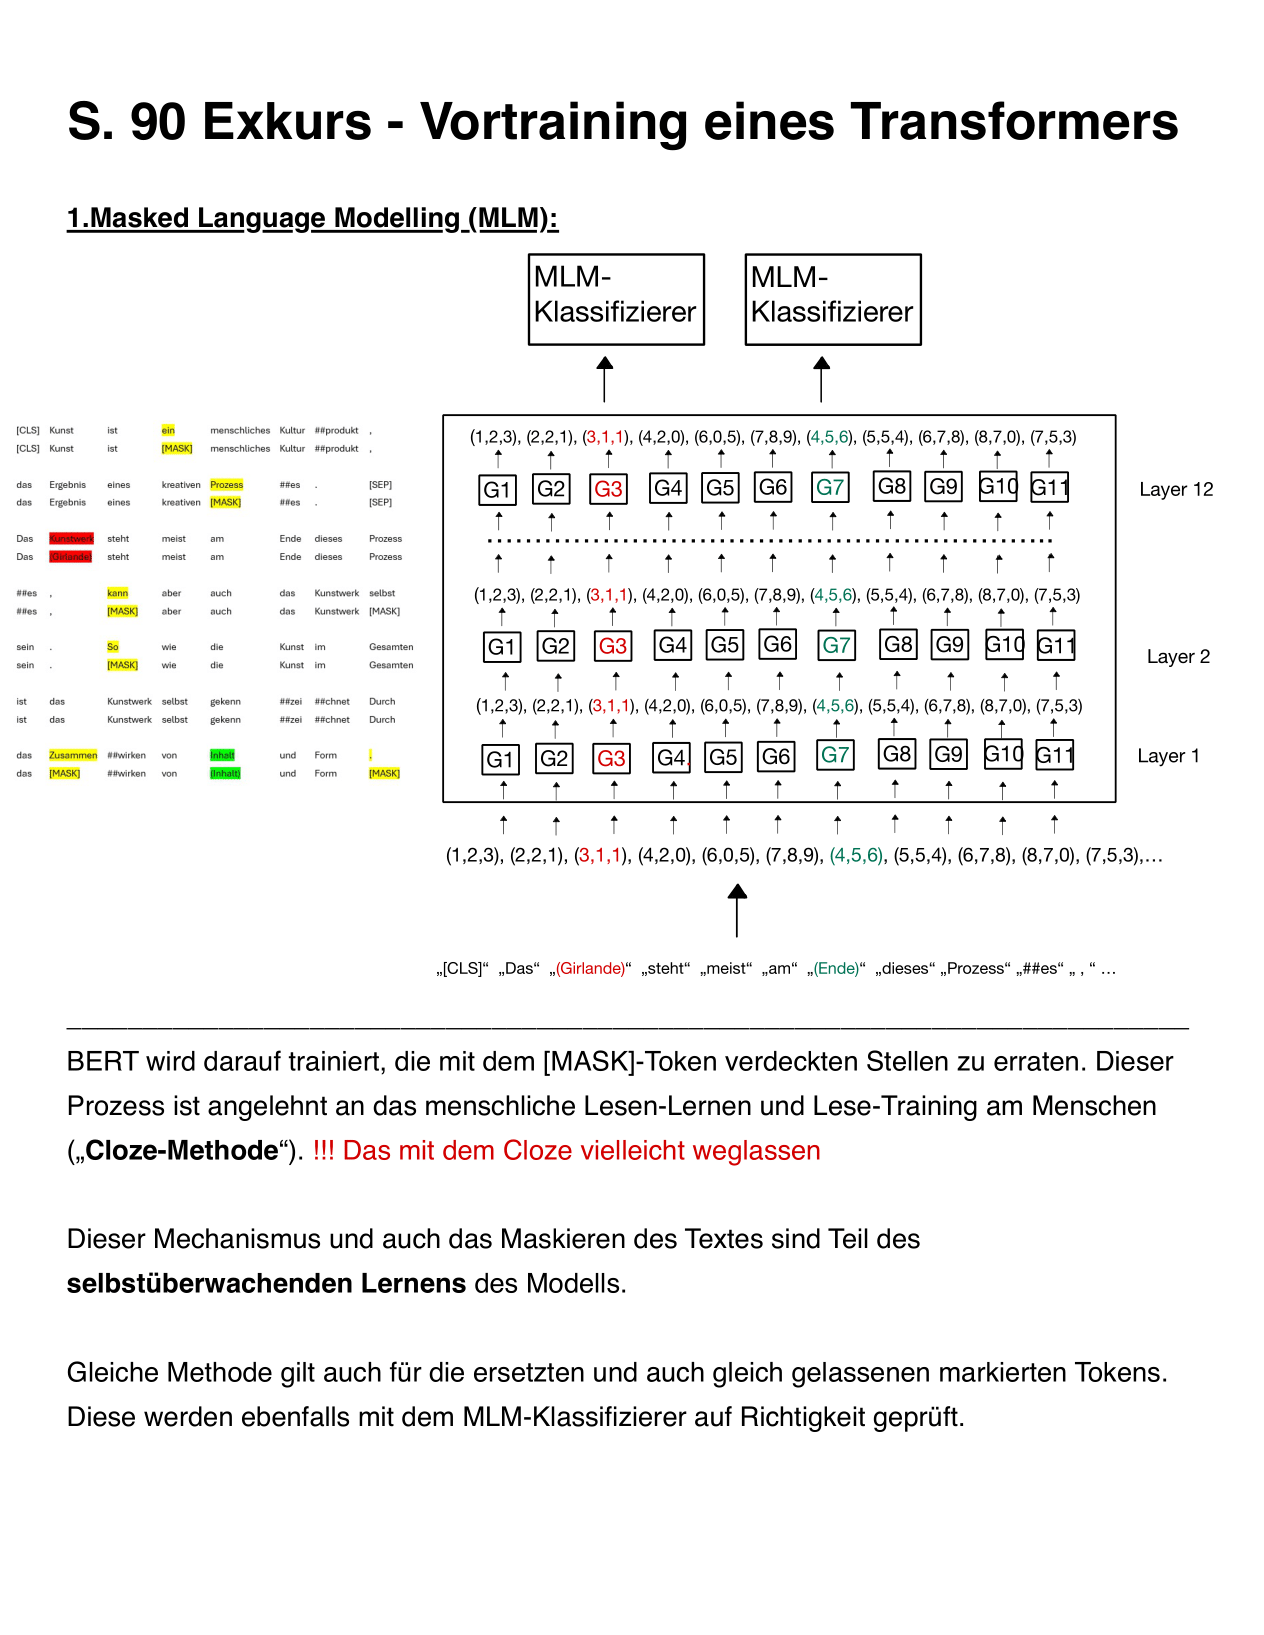 S. 90 Exkurs - Vortraining eines Transformers
1.Masked Language Modelling (MLM):
MLM-
Klassifizierer
MLM-
Klassifizierer
[CLS] Kunst ist ein menschliches Kultur ##produkt ,
[CLS] Kunst ist [MASK] menschliches Kultur ##produkt ,
das Ergebnis eines kreativen Prozess ##es . [SEP]
das Ergebnis eines kreativen [MASK] ##es . [SEP]
Das Kunstwerk steht meist am Ende dieses Prozess
Das (Girlande) steht meist am Ende dieses Prozess
##es , kann aber auch das Kunstwerk selbst
##es , [MASK] aber auch das Kunstwerk [MASK]
sein . So wie die Kunst im Gesamten
sein . [MASK] wie die Kunst im Gesamten
ist das Kunstwerk selbst gekenn ##zei ##chnet Durch
ist das Kunstwerk selbst gekenn ##zei ##chnet Durch
das Zusammen ##wirken von Inhalt und Form .
das [MASK] ##wirken von (Inhalt) und Form [MASK]
(1,2,3), (2,2,1), (3,1,1), (4,2,0), (6,0,5), (7,8,9), (4,5,6), (5,5,4), (6,7,8), (8,7,0), (7,5,3)
G1 G2 G3 G4 G5 G6 G7 G8 G9 G10 G11
Layer 12
(1,2,3), (2,2,1), (3,1,1), (4,2,0), (6,0,5), (7,8,9), (4,5,6), (5,5,4), (6,7,8), (8,7,0), (7,5,3)
G1 G2 G3 G4 G5 G6 G7 G8 G9 G10 G11
Layer 2
(1,2,3), (2,2,1), (3,1,1), (4,2,0), (6,0,5), (7,8,9), (4,5,6), (5,5,4), (6,7,8), (8,7,0), (7,5,3)
G1 G2 G3 G4. G5 G6 G7 G8 G9 G10 G11
Layer 1
(1,2,3), (2,2,1), (3,1,1), (4,2,0), (6,0,5), (7,8,9), (4,5,6), (5,5,4), (6,7,8), (8,7,0), (7,5,3),…
„[CLS]“ „Das“ „(Girlande)“ „steht“ „meist“ „am“ „(Ende)“ „dieses“ „Prozess“ „##es“ „ , “ …
BERT wird darauf trainiert, die mit dem [MASK]-Token verdeckten Stellen zu erraten. Dieser
Prozess ist angelehnt an das menschliche Lesen-Lernen und Lese-Training am Menschen
(„Cloze-Methode“). !!! Das mit dem Cloze vielleicht weglassen
Dieser Mechanismus und auch das Maskieren des Textes sind Teil des
selbstüberwachenden Lernens des Modells.
Gleiche Methode gilt auch für die ersetzten und auch gleich gelassenen markierten Tokens.
Diese werden ebenfalls mit dem MLM-Klassifizierer auf Richtigkeit geprüft.